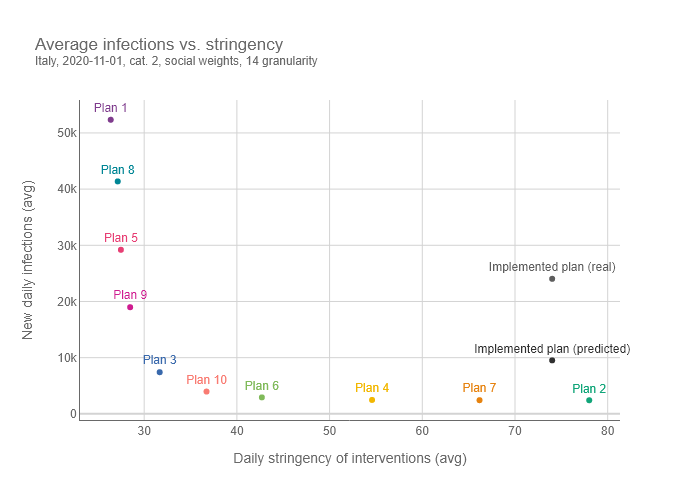 Average infections vs. stringency
Italy, 2020-11-01, cat. 2, social weights, 14 granularity
Plan 1
50k
Plan 8
40k
Plan 5
30k
Implemented plan (real)
Plan 9
20k
Implemented plan (predicted)
Plan 3
10k
Plan 10
Plan 6
Plan 4
Plan 7
Plan 2
0
New daily infections (avg)
30
40
50
60
70
80
Daily stringency of interventions (avg)